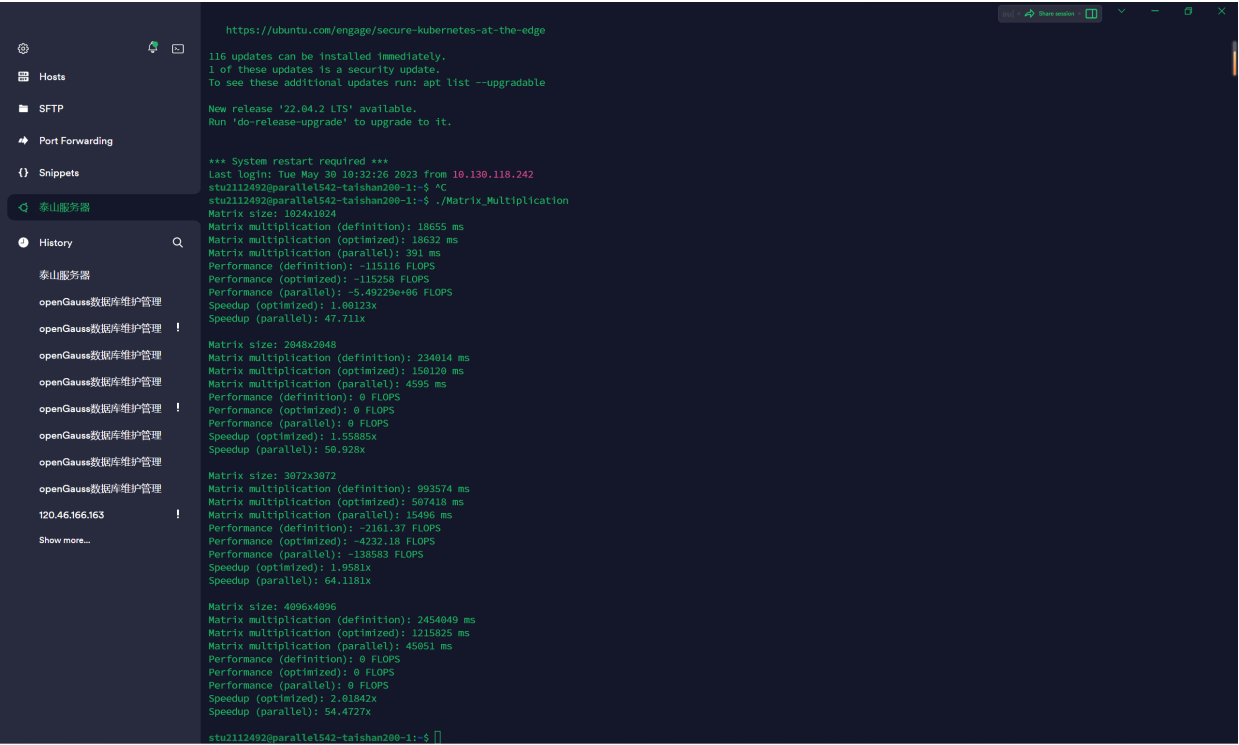 Share session
Hosts
SFTP
Port Forwarding
{} Snippets
泰山服务器
History
泰山服务器
openGauss数据库维护管理
openGauss数据库维护管理 !
openGauss数据库维护管理
openGauss数据库维护管理
openGauss数据库维护管理 !
openGauss数据库维护管理
openGauss数据库维护管理
openGauss数据库维护管理
120.46.166.163 !
Show more...
https://ubuntu.com/engage/secure-kubernetes-at-the-edge
116 updates can be installed immediately.
1 of these updates is a security update.
To see these additional updates run: apt list --upgradable
New release '22.04.2 LTS' available.
Run 'do-release-upgrade' to upgrade to it.
*** System restart required ***
Last login: Tue May 30 10:32:26 2023 from 10.130.118.242
stu2112492@parallel542-taishan200-1:~$ ^C
stu2112492@parallel542-taishan200-1:~$ ./Matrix_Multiplication
Matrix size: 1024x1024
Matrix multiplication (definition): 18655 ms
Matrix multiplication (optimized): 18632 ms
Matrix multiplication (parallel): 391 ms
Performance (definition): -115116 FLOPS
Performance (optimized): -115258 FLOPS
Performance (parallel): -5.49229e+06 FLOPS
Speedup (optimized): 1.00123x
Speedup (parallel): 47.711x
Matrix size: 2048x2048
Matrix multiplication (definition): 234014 ms
Matrix multiplication (optimized): 150120 ms
Matrix multiplication (parallel): 4595 ms
Performance (definition): 0 FLOPS
Performance (optimized): 0 FLOPS
Performance (parallel): 0 FLOPS
Speedup (optimized): 1.55885x
Speedup (parallel): 50.928x
Matrix size: 3072x3072
Matrix multiplication (definition): 993574 ms
Matrix multiplication (optimized): 507418 ms
Matrix multiplication (parallel): 15496 ms
Performance (definition): -2161.37 FLOPS
Performance (optimized): -4232.18 FLOPS
Performance (parallel): -138583 FLOPS
Speedup (optimized): 1.9581x
Speedup (parallel): 64.1181x
Matrix size: 4096x4096
Matrix multiplication (definition): 2454049 ms
Matrix multiplication (optimized): 1215825 ms
Matrix multiplication (parallel): 45051 ms
Performance (definition): 0 FLOPS
Performance (optimized): 0 FLOPS
Performance (parallel): 0 FLOPS
Speedup (optimized): 2.01842x
Speedup (parallel): 54.4727x
stu2112492@parallel542-taishan200-1:~$